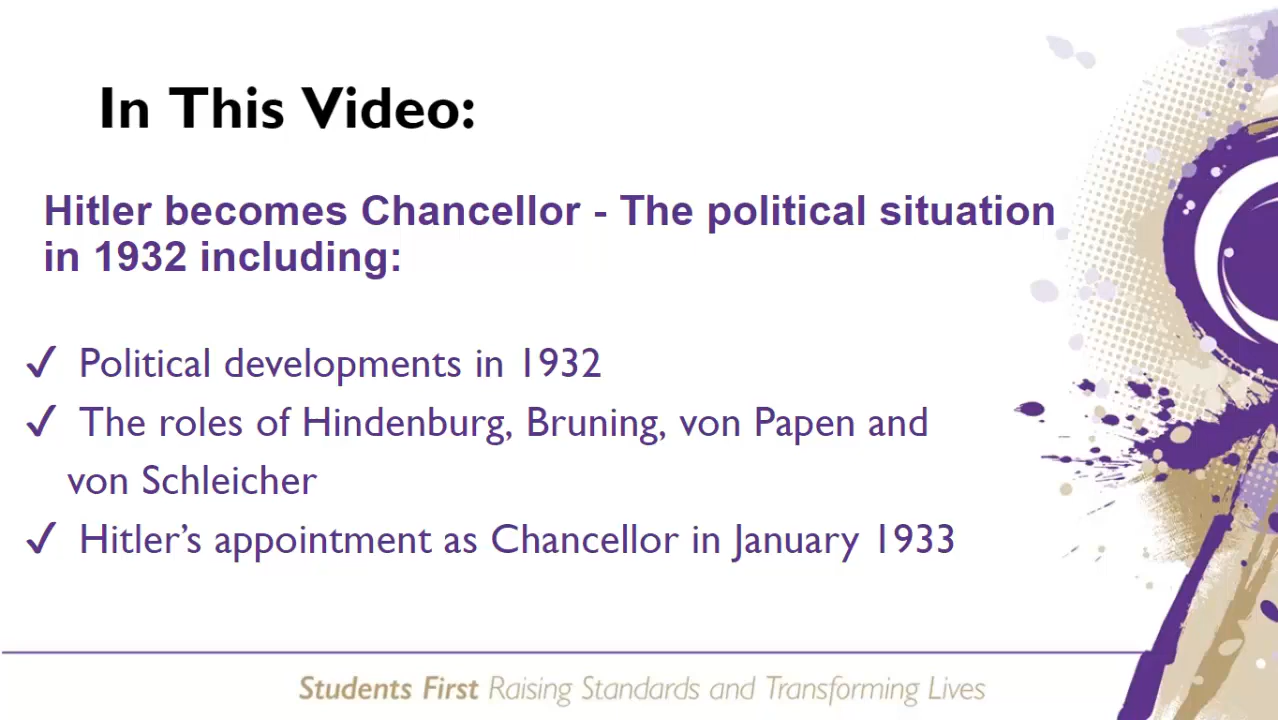 In This Video:
Hitler becomes Chancellor - The political situation
in 1932 including:
✓ Political developments in 1932
✓ The roles of Hindenburg, Bruning, von Papen and
von Schleicher
✓ Hitler’s appointment as Chancellor in January 1933
Students First Raising Standards and Transforming Lives